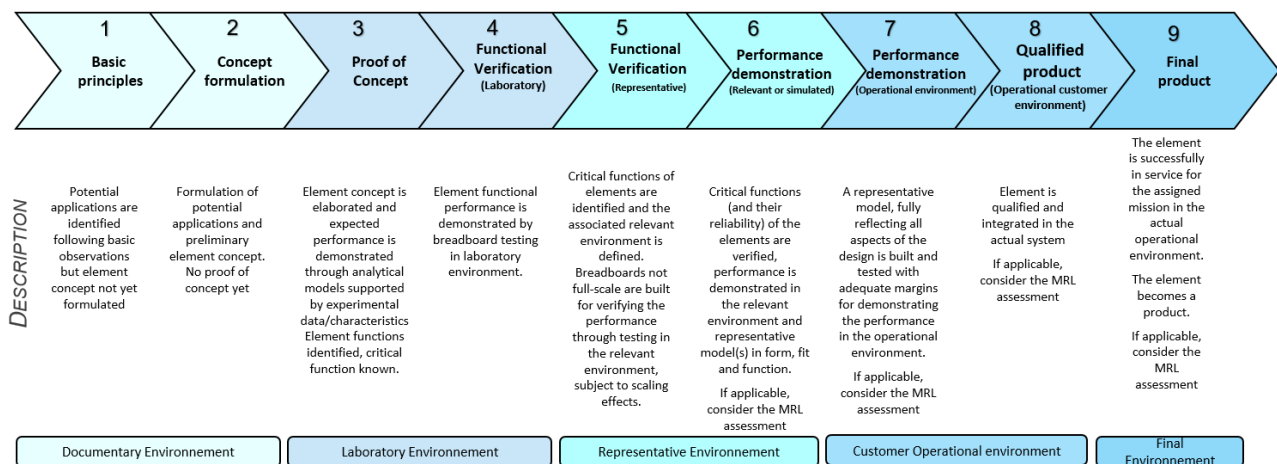 1
Basic
principles
2
Concept
formulation
3
Proof of
Concept
4
Functional
Verification
(Laboratory)
5
Functional
Verification
(Representative)
6
Performance
demonstration
(Relevant or simulated)
7
Performance
demonstration
(Operational environment)
8
Qualified
product
(Operational customer
environment)
9
Final
product
DESCRIPTION
Potential
applications are
identified
following basic
observations
but element
concept not yet
formulated
Formulation of
potential
applications and
preliminary
element concept.
No proof of
concept yet
Element concept is
elaborated and
expected
performance is
demonstrated
through analytical
models supported
by experimental
data/characteristics
Element functions
identified, critical
function known.
Element functional
performance is
demonstrated by
breadboard testing
in laboratory
environment.
Critical functions of
elements are
identified and the
associated relevant
environment is
defined.
Breadboards not
full-scale are built
for verifying the
performance
through testing in
the relevant
environment,
subject to scaling
effects.
Critical functions
(and their
reliability) of the
elements are
verified,
performance is
demonstrated in
the relevant
environment and
representative
model(s) in form, fit
and function.
If applicable,
consider the MRL
assessment
A representative
model, fully
reflecting all
aspects of the
design is built and
tested with
adequate margins
for demonstrating
the performance
in the operational
environment.
If applicable,
consider the MRL
assessment
Element is
qualified and
integrated in the
actual system
If applicable,
consider the MRL
assessment
The element
is successfully
in service for
the assigned
mission in the
actual
operational
environment.
The element
becomes a
product.
If applicable,
consider the
MRL
assessment
Documentary Environnement
Laboratory Environnement
Representative Environnement
Customer Operational environment
Final
Environnement